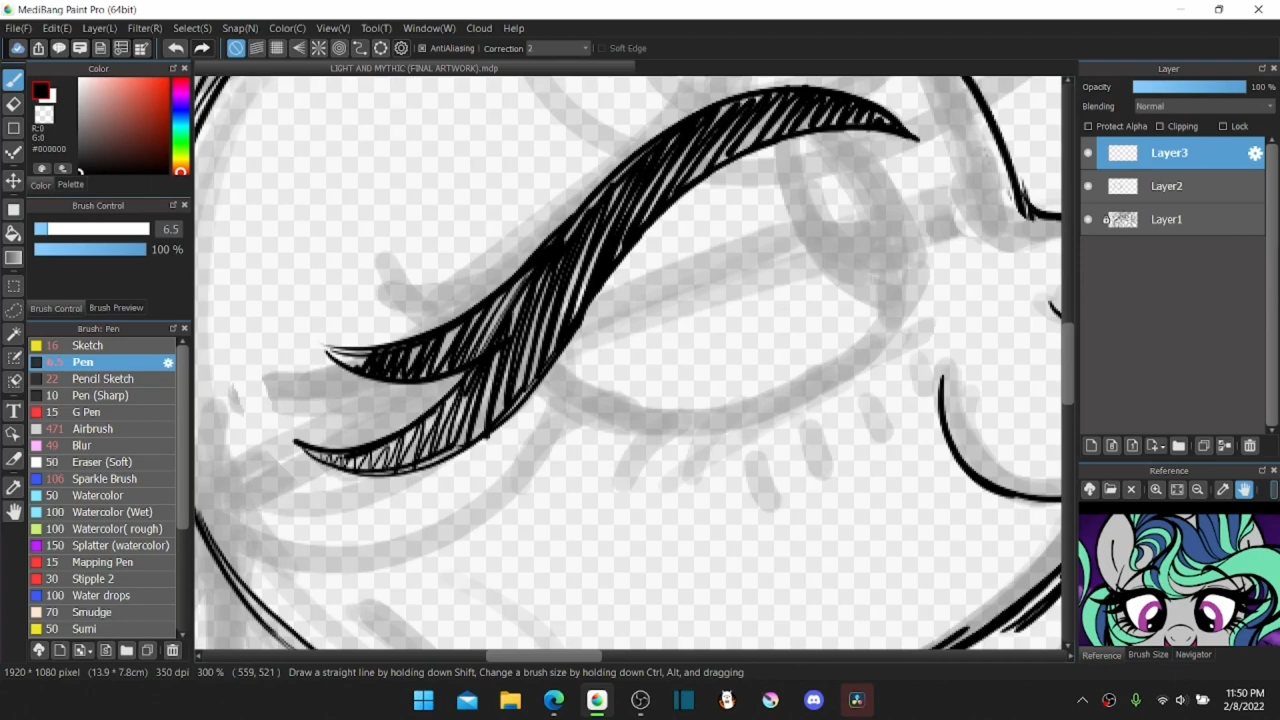 MediBang Paint Pro (64bit)
File(F) Edit(E) Layer(L) Filter(R) Select(S) Snap(N) Color(C) View(V) Tool(T) Window(W) Cloud Help
AntiAliasing Correction 2 Soft Edge
Color
LIGHT AND MYTHIC (FINAL ARTWORK).mdp
R:0
G:0
#000000
Color Palette
Brush Control
6.5
100 %
Brush Control Brush Preview
Brush: Pen
16 Sketch
6.5 Pen
22 Pencil Sketch
10 Pen (Sharp)
15 G Pen
471 Airbrush
49 Blur
50 Eraser (Soft)
106 Sparkle Brush
50 Watercolor
100 Watercolor (Wet)
100 Watercolor( rough)
150 Splatter (watercolor)
15 Mapping Pen
30 Stipple 2
100 Water drops
70 Smudge
50 Sumi
Layer
Opacity 100 %
Blending Normal
Protect Alpha Clipping Lock
Layer3
Layer2
Layer1
Reference
Reference Brush Size Navigator
1920 * 1080 pixel (13.9 * 7.8cm) 350 dpi 300 % ( 559, 521 ) Draw a straight line by holding down Shift, Change a brush size by holding down Ctrl, Alt, and dragging
11:50 PM
2/8/2022